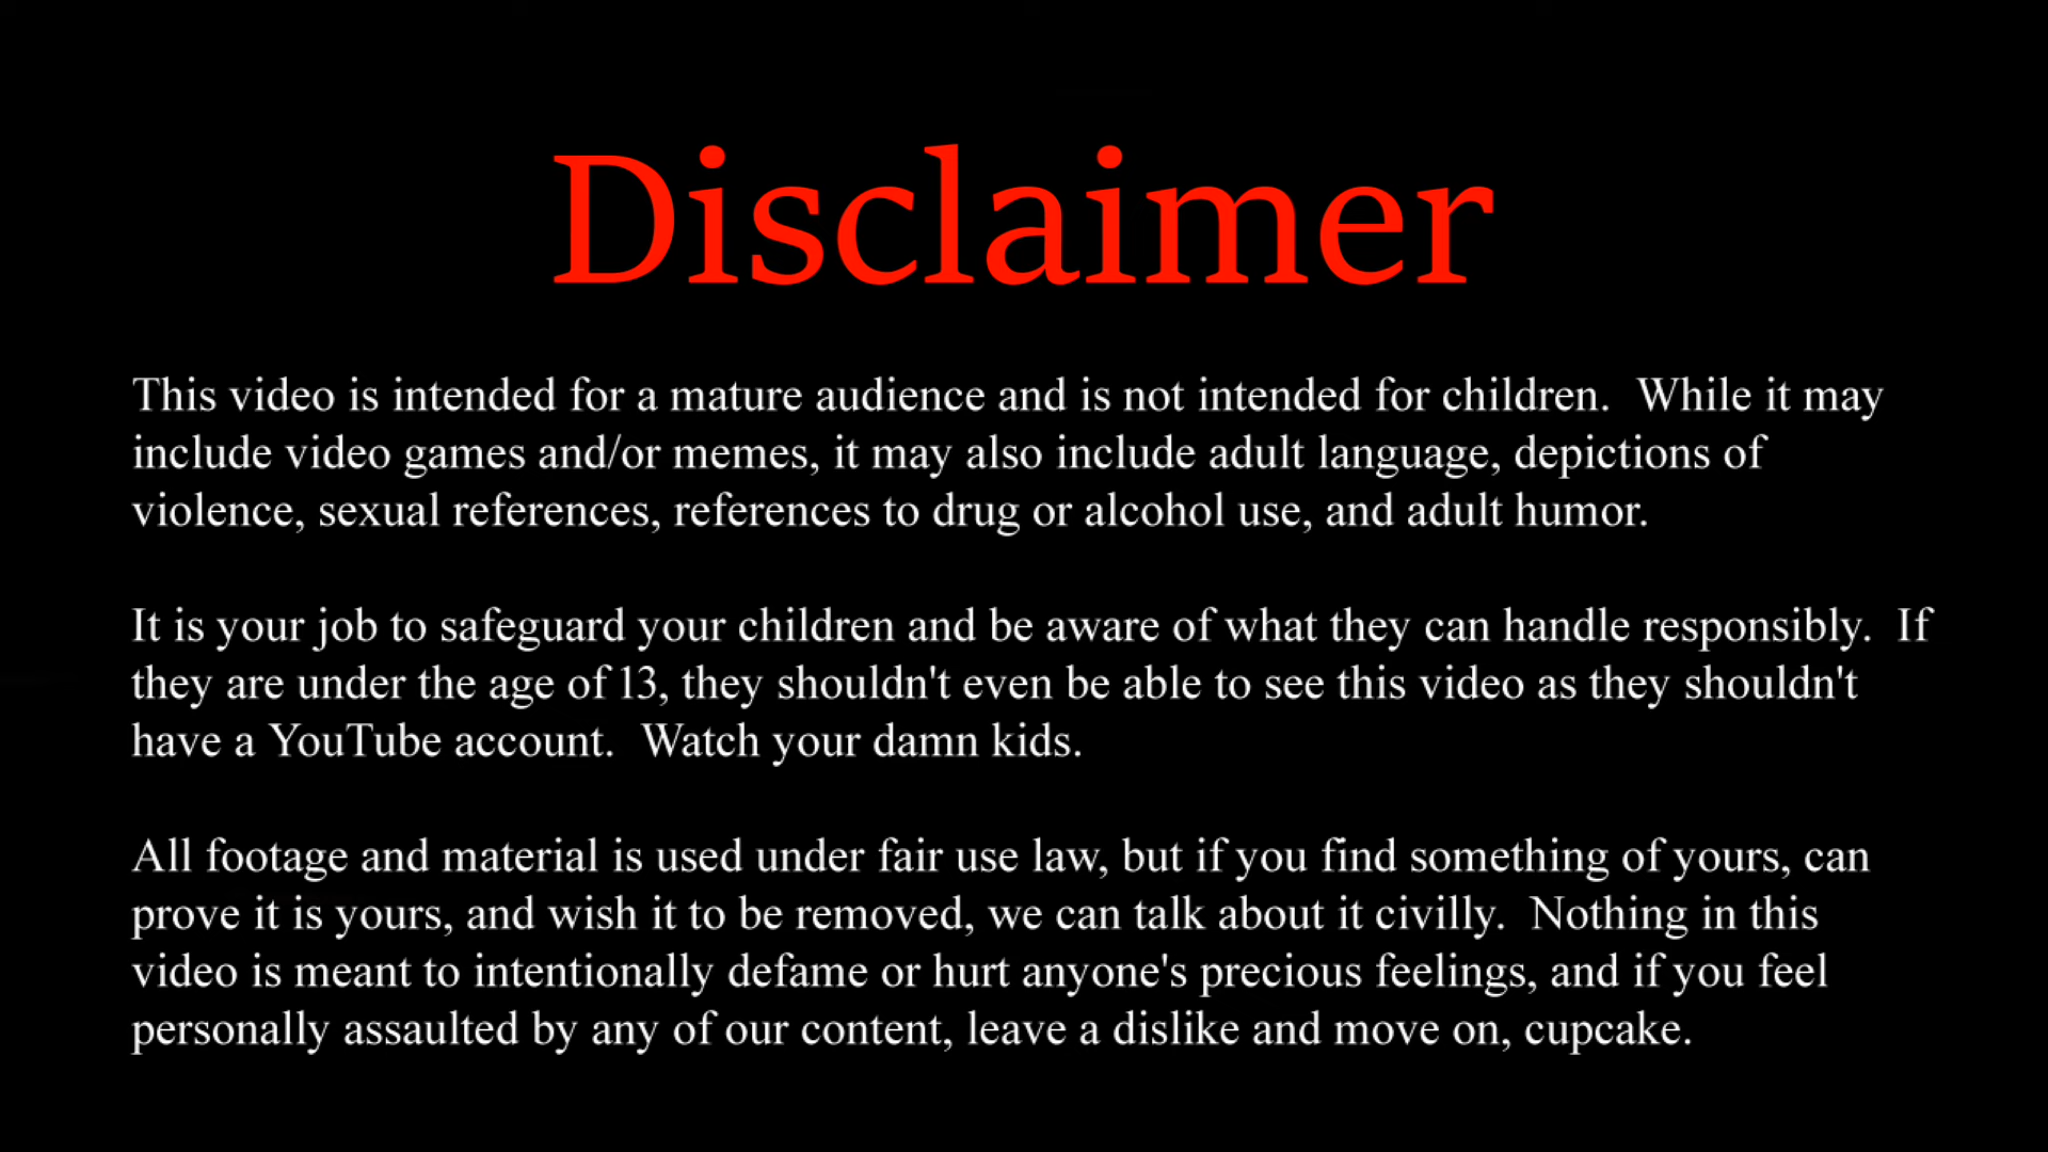 Disclaimer
This video is intended for a mature audience and is not intended for children.  While it may
include video games and/or memes, it may also include adult language, depictions of
violence, sexual references, references to drug or alcohol use, and adult humor.
It is your job to safeguard your children and be aware of what they can handle responsibly.  If
they are under the age of 13, they shouldn't even be able to see this video as they shouldn't
have a YouTube account.  Watch your damn kids.
All footage and material is used under fair use law, but if you find something of yours, can
prove it is yours, and wish it to be removed, we can talk about it civilly.  Nothing in this
video is meant to intentionally defame or hurt anyone's precious feelings, and if you feel
personally assaulted by any of our content, leave a dislike and move on, cupcake.